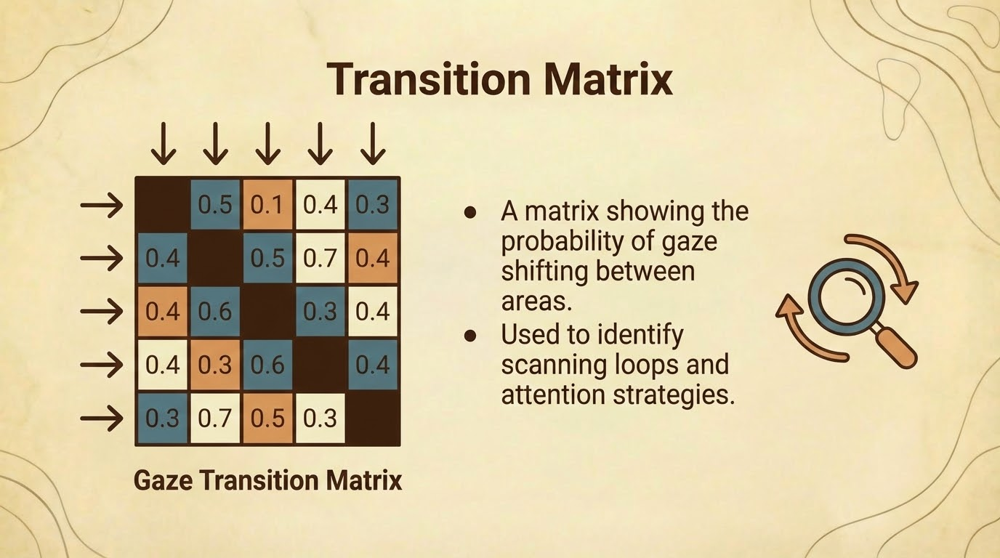 Transition Matrix
0.5 0.1 0.4 0.3
0.4 0.5 0.7 0.4
0.4 0.6 0.3 0.4
0.4 0.3 0.6 0.4
0.3 0.7 0.5 0.3
Gaze Transition Matrix
● A matrix showing the
probability of gaze
shifting between
areas.
● Used to identify
scanning loops and
attention strategies.